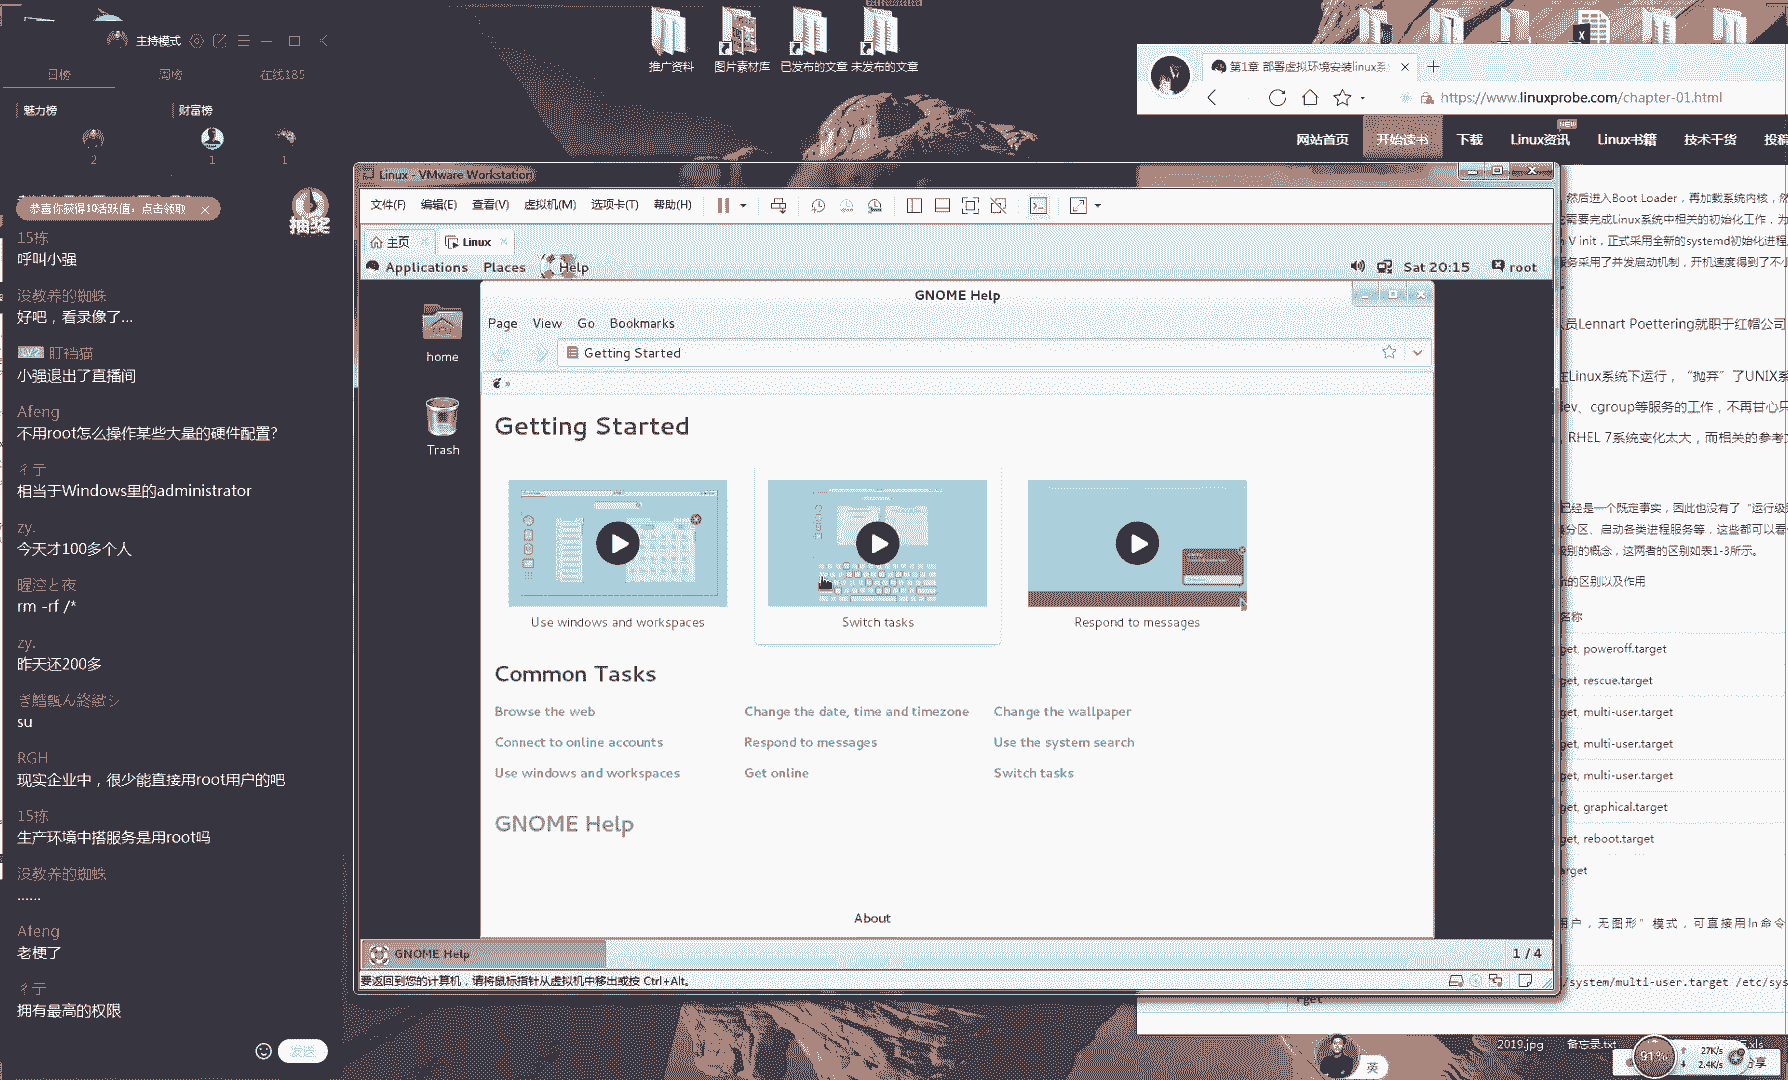 主持模式
日榜 周榜 在线185
魅力榜 财富榜
2 1 1
恭喜你获得10活跃值，点击领取
抽奖
15栋
呼叫小强
没教养的蜘蛛
好吧，看录像了...
LV2 盯裆猫
小强退出了直播间
Afeng
不用root怎么操作某些大量的硬件配置?
彳亍
相当于Windows里的administrator
zy.
今天才100多个人
rm -rf /*
zy.
昨天还200多
su
RGH
现实企业中，很少能直接用root用户的吧
15栋
生产环境中搭服务是用root吗
没教养的蜘蛛
......
Afeng
老梗了
彳亍
拥有最高的权限
发送
推广资料 图片素材库 已发布的文章 未发布的文章
第1章 部署虚拟环境安装linux系
https://www.linuxprobe.com/chapter-01.html
网站首页 开始读书 下载 Linux资讯 NEW Linux书籍 技术干货 投稿
Linux - VMware Workstation
文件(F) 编辑(E) 查看(V) 虚拟机(M) 选项卡(T) 帮助(H)
主页 Linux
Applications Places Help Sat 20:15 root
home
Trash
GNOME Help
Page View Go Bookmarks
Getting Started
Getting Started
Use windows and workspaces Switch tasks Respond to messages
Common Tasks
Browse the web Change the date, time and timezone Change the wallpaper
Connect to online accounts Respond to messages Use the system search
Use windows and workspaces Get online Switch tasks
GNOME Help
About
GNOME Help 1 / 4
要返回到您的计算机，请将鼠标指针从虚拟机中移出或按 Ctrl+Alt。
，然后进入Boot Loader，再加载系统内核，然
需要完成Linux系统中相关的初始化工作，为
V init，正式采用全新的systemd初始化进程
服务采用了并发启动机制，开机速度得到了不小
员Lennart Poettering就职于红帽公司
在Linux系统下运行，“抛弃”了UNIX系
dev、cgroup等服务的工作，不再甘心只
，RHEL 7系统变化太大，而相关的参考文
已经是一个既定事实，因此也没有了“运行级
分区、启动各类进程服务等，这些都可以看
级别的概念，这两者的区别如表1-3所示。
的区别以及作用
名称
get, poweroff.target
get, rescue.target
get, multi-user.target
get, multi-user.target
get, multi-user.target
get, graphical.target
get, reboot.target
arget
用户，无图形”模式，可直接用ln命令
/system/multi-user.target /etc/sys
rget
2019.jpg 备忘录.txt .xls
英
91% 27K/s
2.4K/s
分享